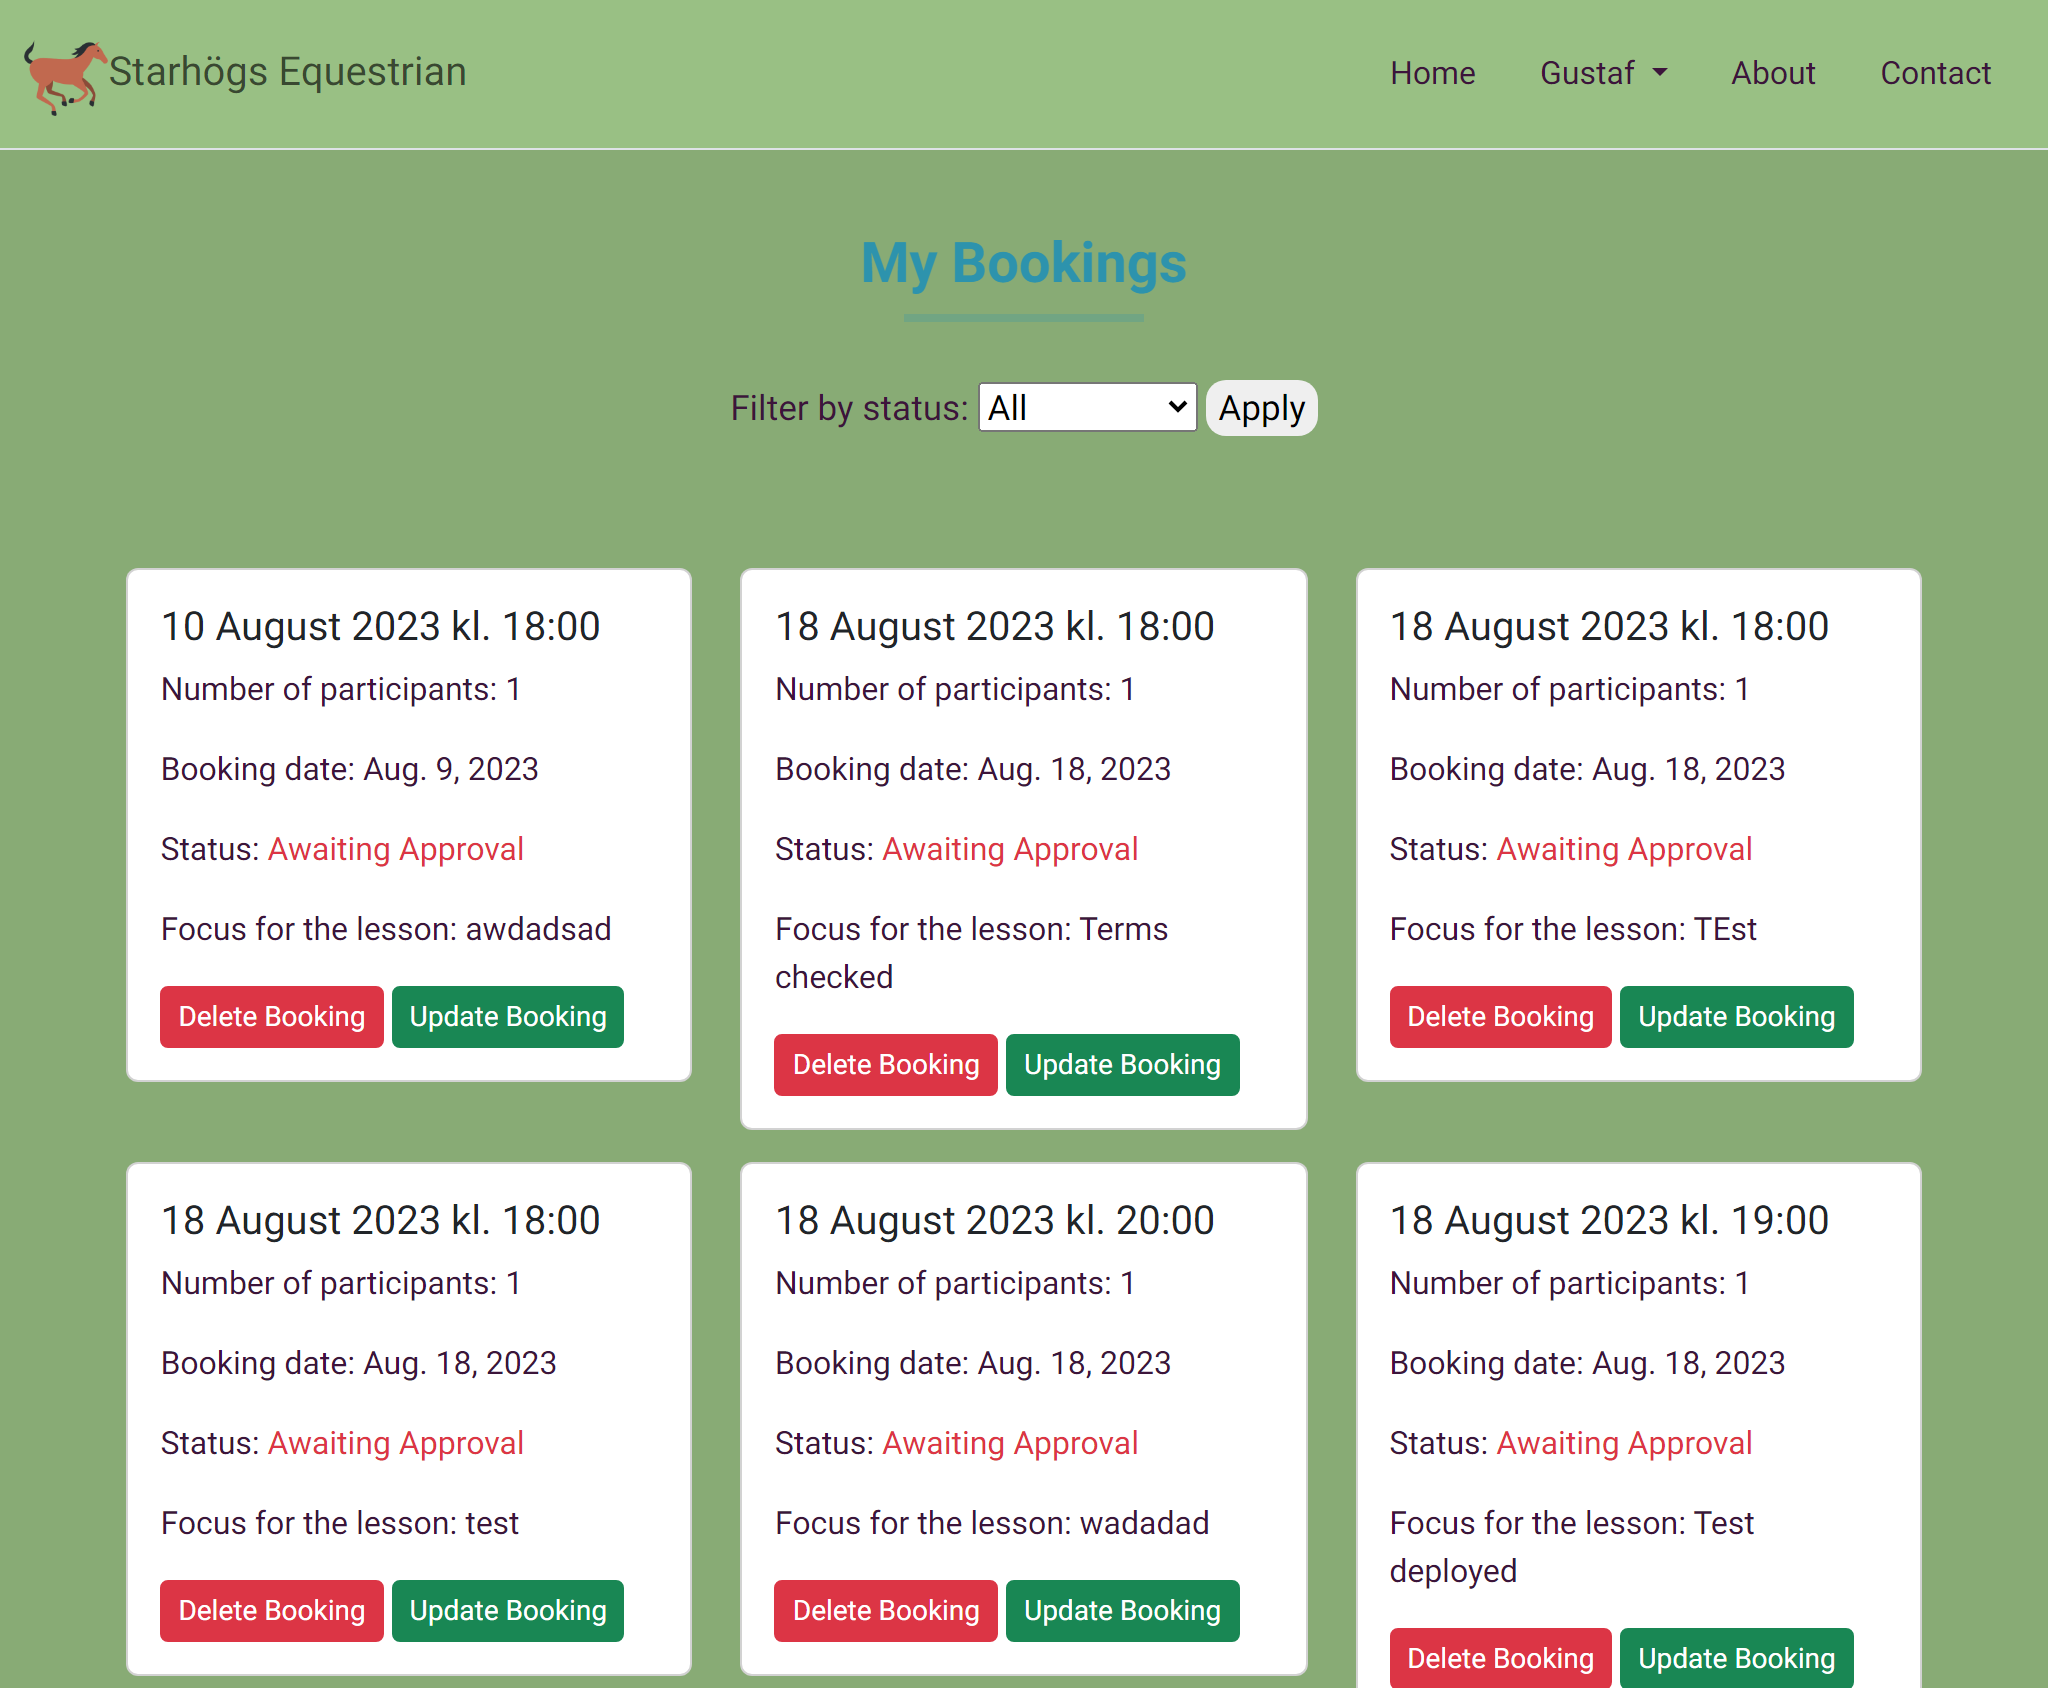 Starhögs Equestrian
Home
Gustaf
About
Contact
My Bookings
Filter by status: All Apply
10 August 2023 kl. 18:00
Number of participants: 1
Booking date: Aug. 9, 2023
Status: Awaiting Approval
Focus for the lesson: awdadsad
Delete Booking Update Booking
18 August 2023 kl. 18:00
Number of participants: 1
Booking date: Aug. 18, 2023
Status: Awaiting Approval
Focus for the lesson: Terms
checked
Delete Booking Update Booking
18 August 2023 kl. 18:00
Number of participants: 1
Booking date: Aug. 18, 2023
Status: Awaiting Approval
Focus for the lesson: TEst
Delete Booking Update Booking
18 August 2023 kl. 18:00
Number of participants: 1
Booking date: Aug. 18, 2023
Status: Awaiting Approval
Focus for the lesson: test
Delete Booking Update Booking
18 August 2023 kl. 20:00
Number of participants: 1
Booking date: Aug. 18, 2023
Status: Awaiting Approval
Focus for the lesson: wadadad
Delete Booking Update Booking
18 August 2023 kl. 19:00
Number of participants: 1
Booking date: Aug. 18, 2023
Status: Awaiting Approval
Focus for the lesson: Test
deployed
Delete Booking Update Booking